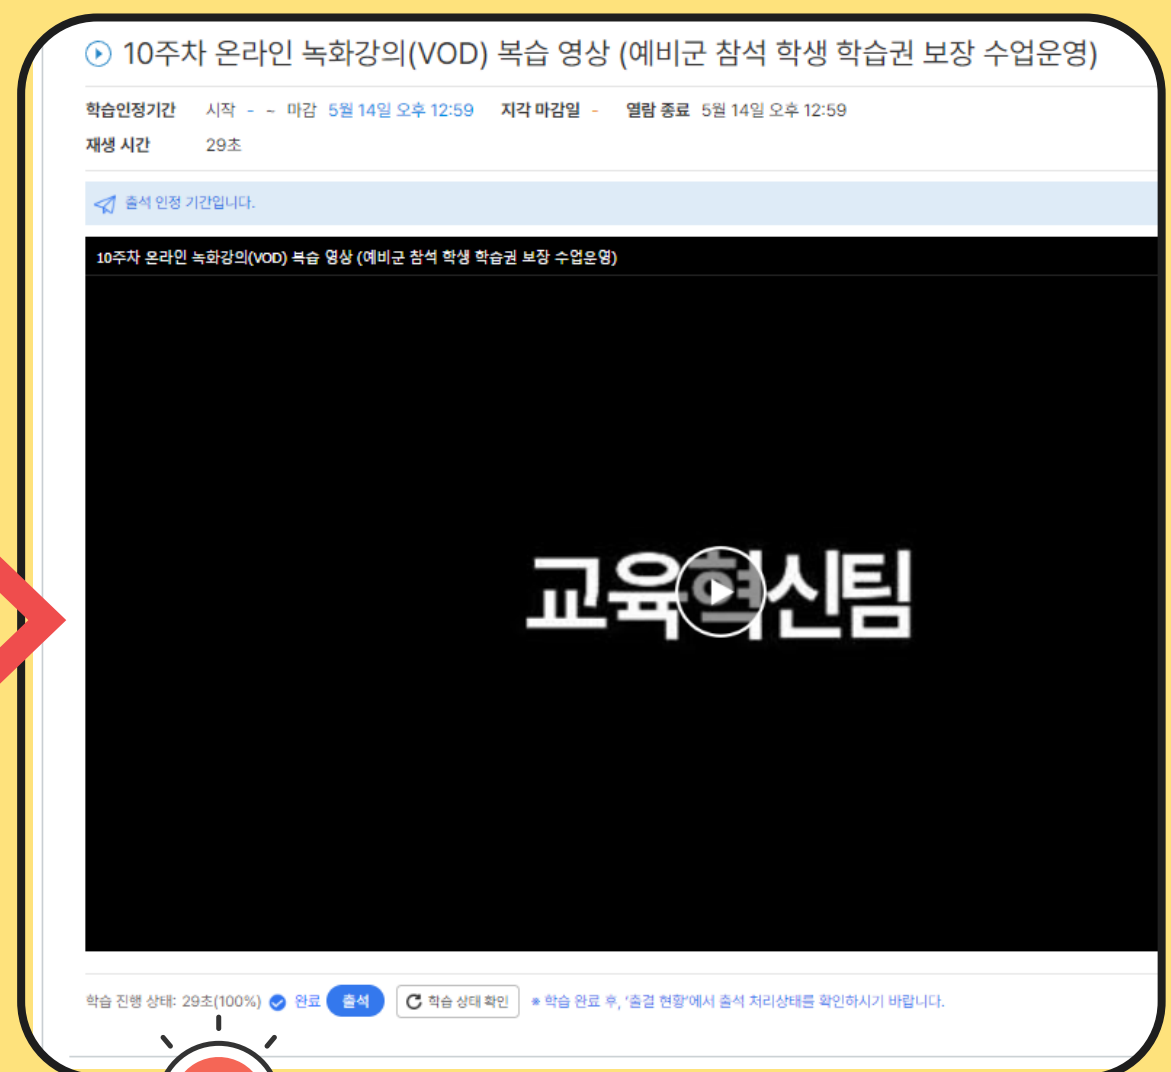 10주차 온라인 녹화강의(VOD) 복습 영상 (예비군 참석 학생 학습권 보장 수업운영)
학습인정기간 시작 - ~ 마감 5월 14일 오후 12:59 지각 마감일 - 열람 종료 5월 14일 오후 12:59
재생 시간 29초
출석 인정 기간입니다.
10주차 온라인 녹화강의(VOD) 복습 영상 (예비군 참석 학생 학습권 보장 수업운영)
교육혁신팀
학습 진행 상태: 29초(100%) 완료 출석 학습 상태 확인 * 학습 완료 후, '출결 현황'에서 출석 처리상태를 확인하시기 바랍니다.